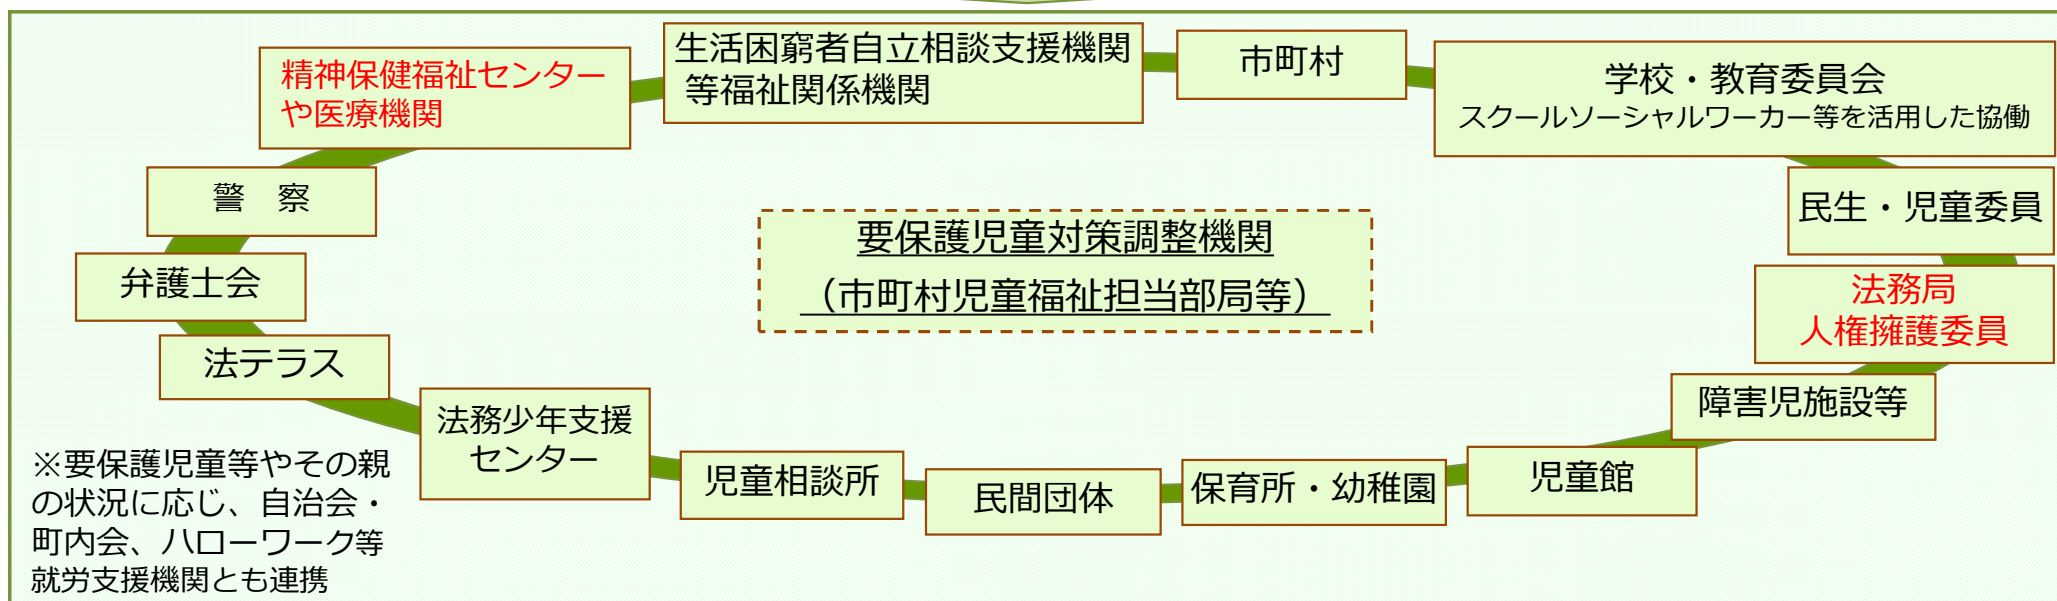 生活困窮者自立相談支援機関
等福祉関係機関
市町村
学校・教育委員会
スクールソーシャルワーカー等を活用した協働
精神保健福祉センター
や医療機関
警　察
民生・児童委員
要保護児童対策調整機関
（市町村児童福祉担当部局等）
弁護士会
法務局
人権擁護委員
法テラス
障害児施設等
法務少年支援
センター
児童相談所
民間団体
保育所・幼稚園
児童館
※要保護児童等やその親
の状況に応じ、自治会・
町内会、ハローワーク等
就労支援機関とも連携